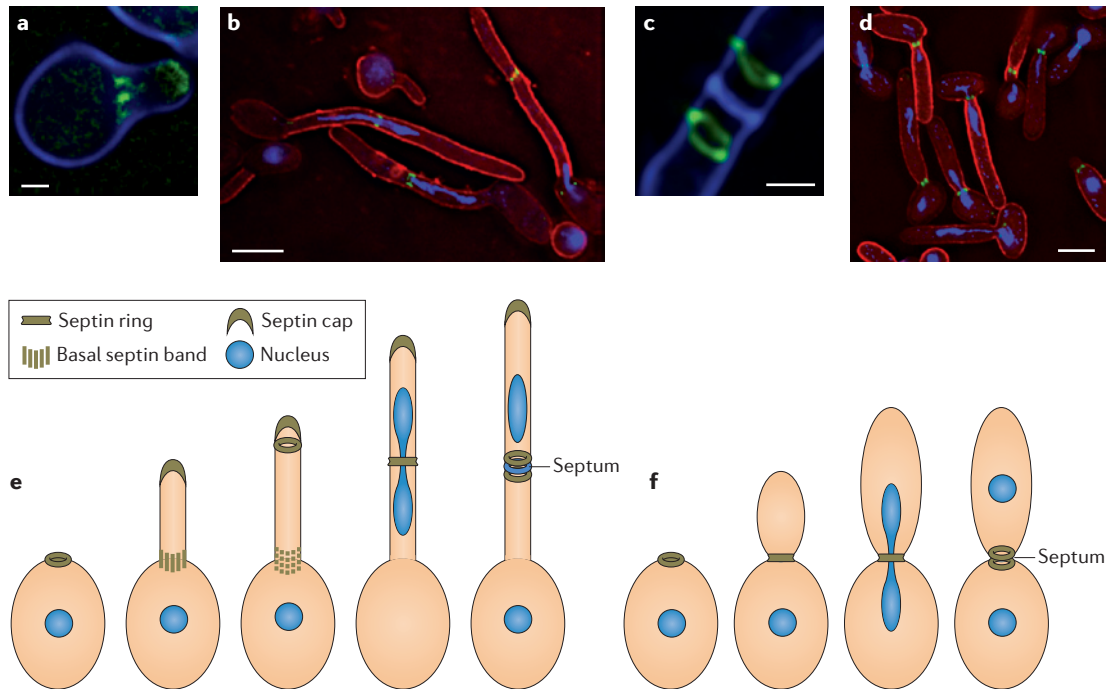 a
b
c
d
Septin ring
Septin cap
Basal septin band
Nucleus
e
Septum
f
Septum